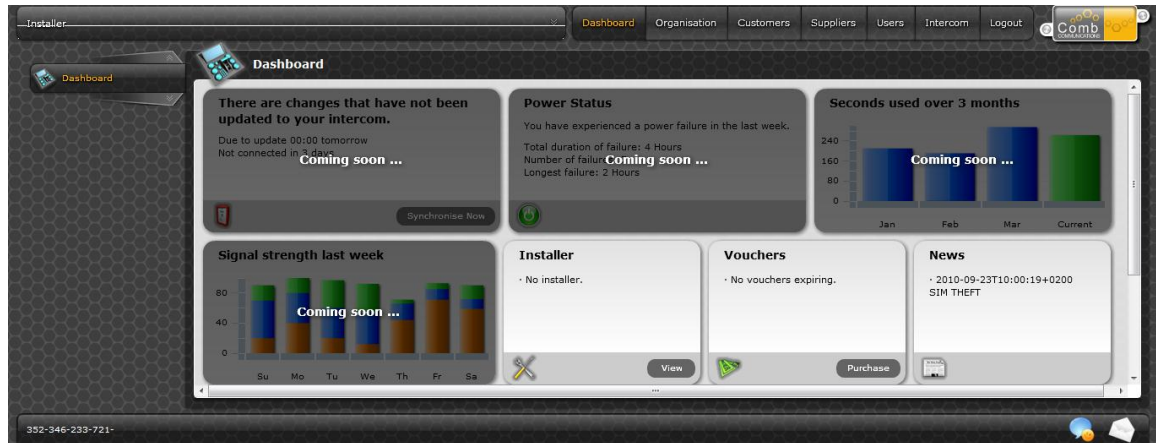 Installer
Dashboard Organisation Customers Suppliers Users Intercom Logout
Comb
COMMUNICATIONS
Dashboard
Dashboard
There are changes that have not been
updated to your intercom.
Due to update 00:00 tomorrow
Not connected in 3 days
Coming soon ...
Synchronise Now
Power Status
You have experienced a power failure in the last week.
Total duration of failure: 4 Hours
Number of failur
Coming soon ...
Longest failure: 2 Hours
Seconds used over 3 months
240
160
80
0
Coming soon ...
Jan Feb Mar Current
Signal strength last week
80
40
0
Coming soon ...
Su Mo Tu We Th Fr Sa
Installer
· No installer.
View
Vouchers
· No vouchers expiring.
Purchase
News
· 2010-09-23T10:00:19+0200
SIM THEFT
352-346-233-721-